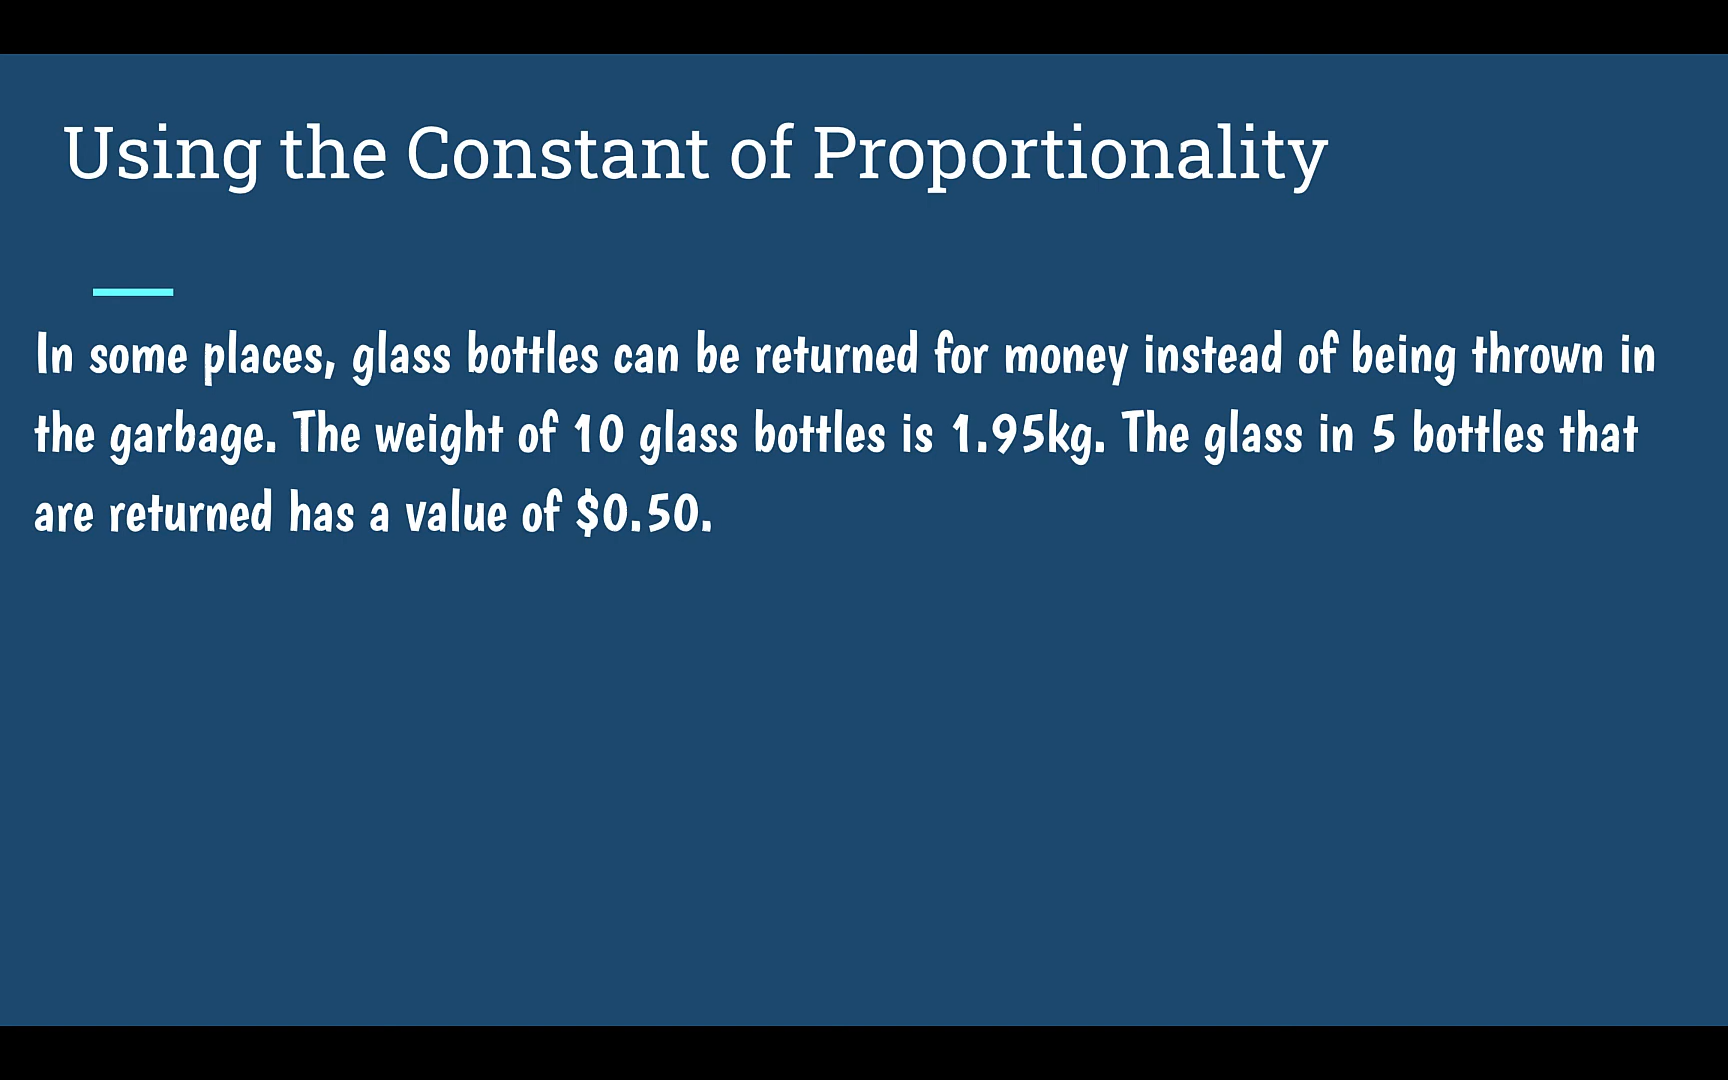 Using the Constant of Proportionality
In some places, glass bottles can be returned for money instead of being thrown in
the garbage. The weight of 10 glass bottles is 1.95kg. The glass in 5 bottles that
are returned has a value of $0.50.